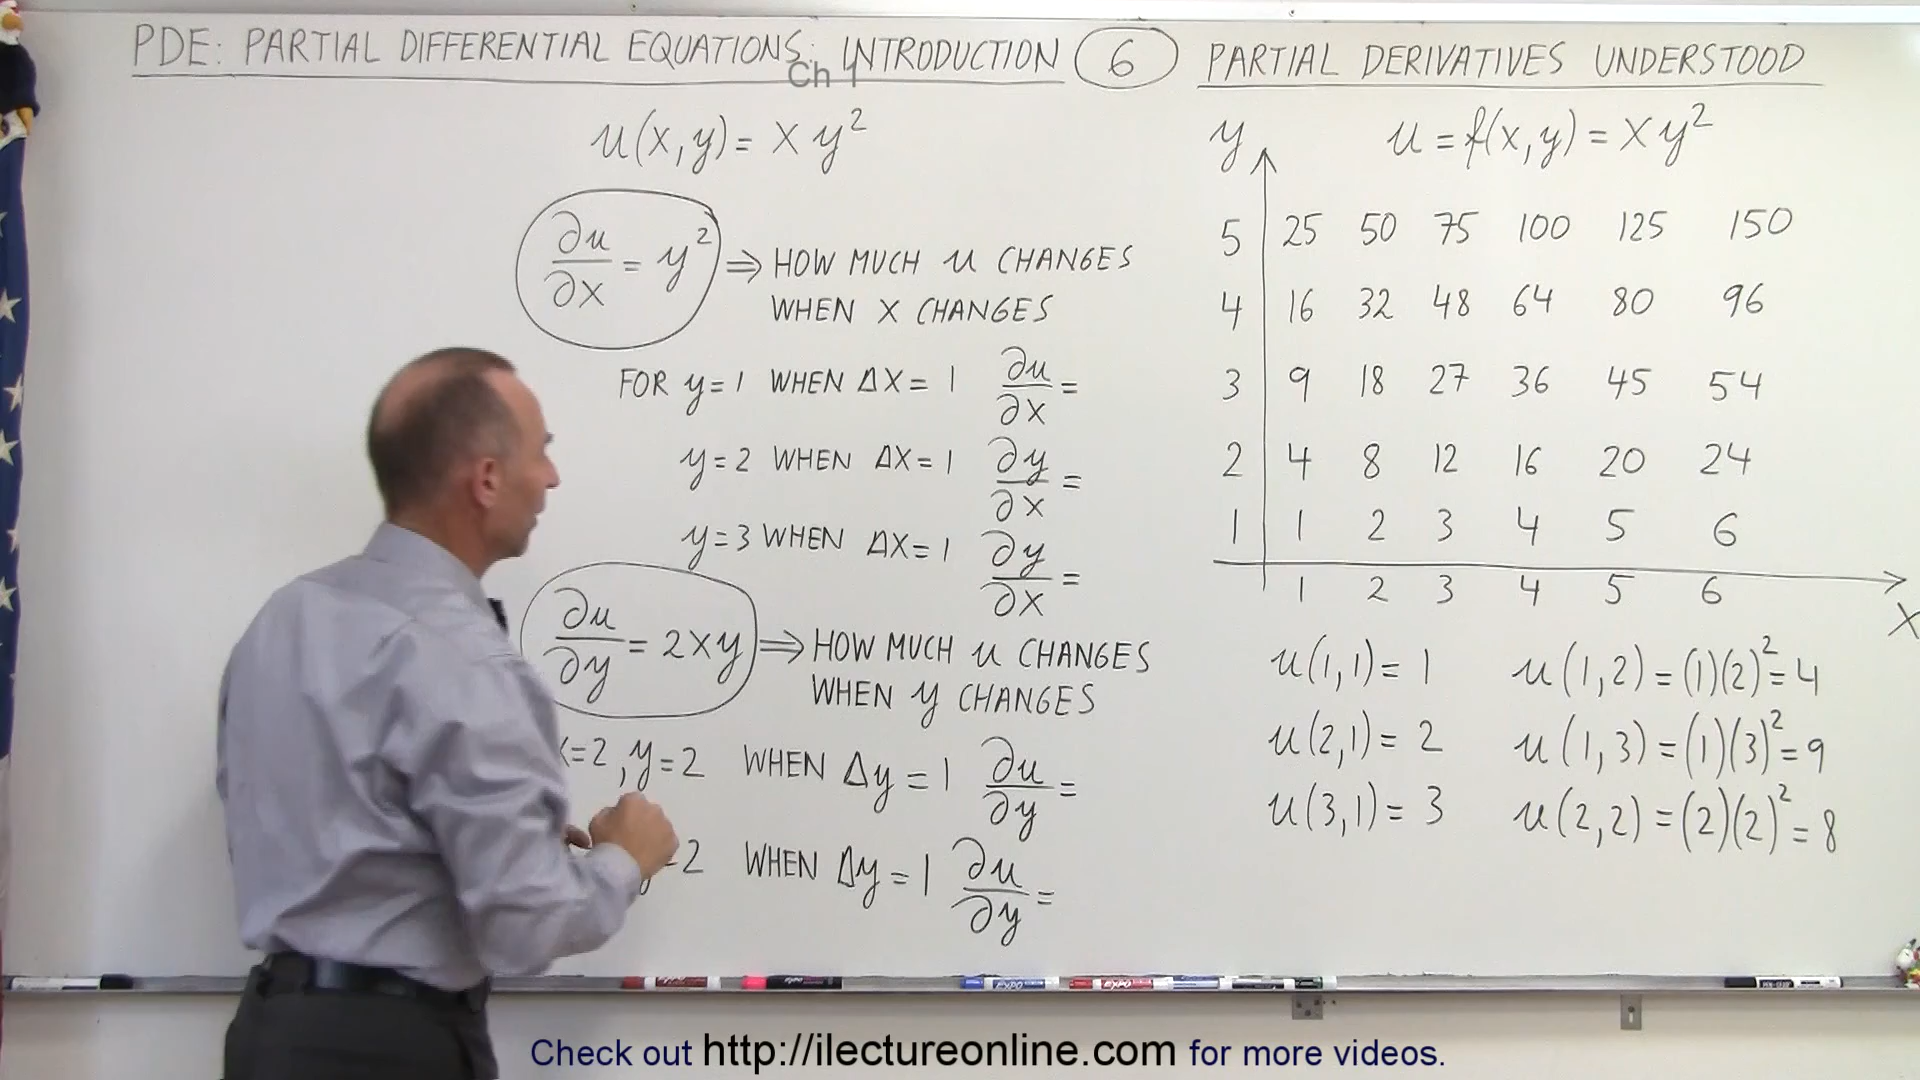 PDE: PARTIAL DIFFERENTIAL EQUATIONS: INTRODUCTION 6 PARTIAL DERIVATIVES UNDERSTOOD
Ch 1
u(x,y) = xy²
∂u/∂x = y² ⇒ HOW MUCH u CHANGES
WHEN X CHANGES
FOR y=1 WHEN Δx = 1 ∂u/∂x =
y=2 WHEN Δx=1 ∂y/∂x =
y=3 WHEN Δx=1 ∂y/∂x =
∂u/∂y = 2xy ⇒ HOW MUCH u CHANGES
WHEN y CHANGES
x=2, y=2 WHEN Δy = 1 ∂u/∂y =
=2 WHEN Δy = 1 ∂u/∂y =
y u = f(x,y) = xy²
5 25 50 75 100 125 150
4 16 32 48 64 80 96
3 9 18 27 36 45 54
2 4 8 12 16 20 24
1 1 2 3 4 5 6
1 2 3 4 5 6
X
u(1,1) = 1 u(1,2) = (1)(2)² = 4
u(2,1) = 2 u(1,3) = (1)(3)² = 9
u(3,1) = 3 u(2,2) = (2)(2)² = 8
EXPO EXPO
Check out http://ilectureonline.com for more videos.